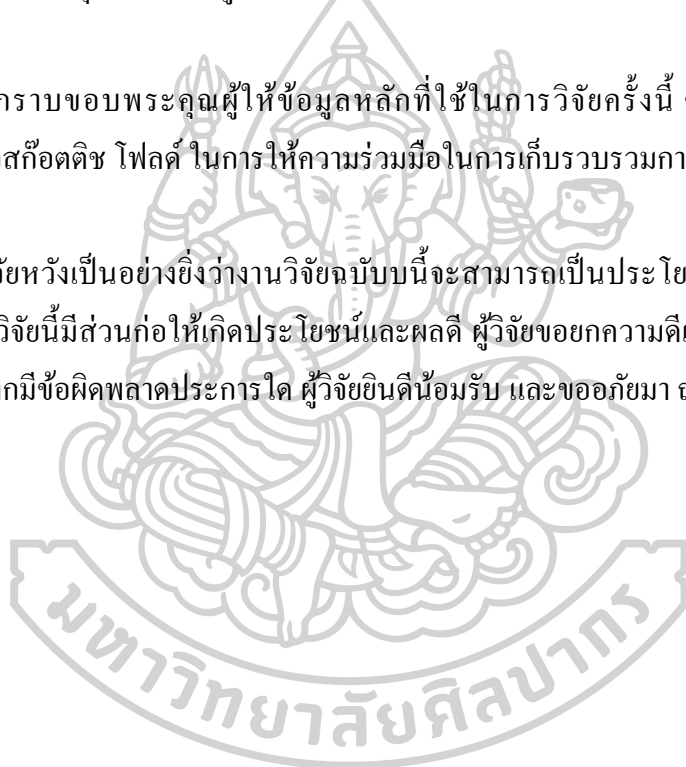 กราบขอบพระคุณผู้ให้ข้อมูลหลักที่ใช้ในการวิจัยครั้งนี้
สก๊อตติช โฟลด์ ในการให้ความร่วมมือในการเก็บรวบรวมกา
ัยหวังเป็นอย่างยิ่งว่างานวิจัยฉบับบนี้จะสามารถเป็นประโย
วิจัยนี้มีส่วนก่อให้เกิดประโยชน์และผลดี ผู้วิจัยขอยกความดี
กมีข้อผิดพลาดประการใด ผู้วิจัยยินดีน้อมรับ และขออภัยมา ณ
มหาวิทยาลัยศิลปากร